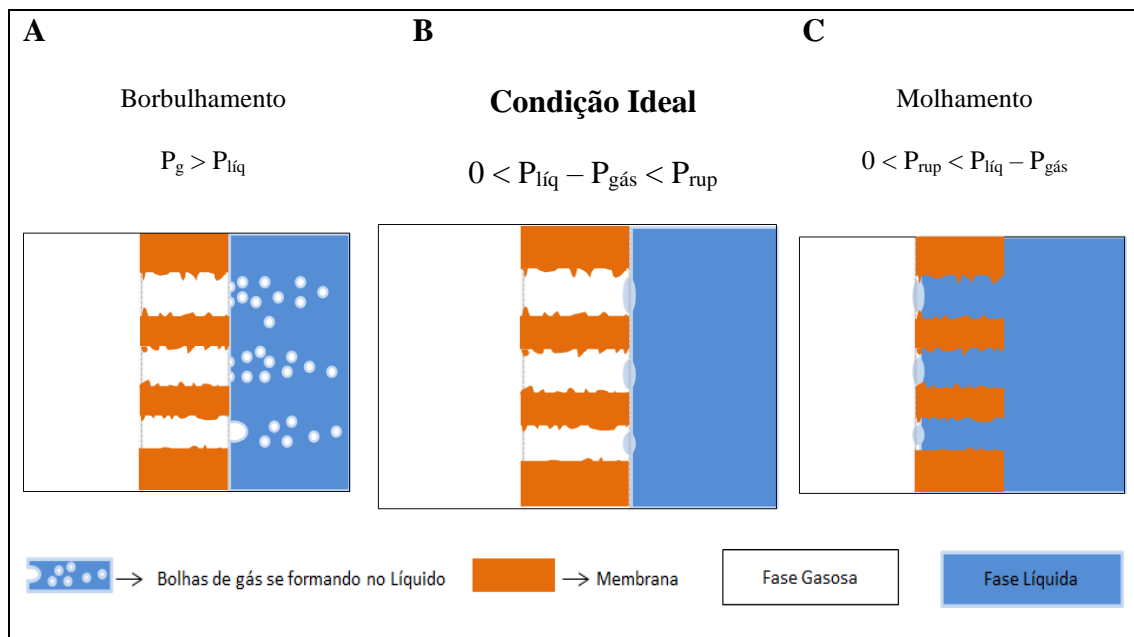 A
B
C
Borbulhamento
Condição Ideal
Molhamento
Pg > Plíq
0 < Plíq – Pgás < Prup
0 < Prup < Plíq – Pgás
Bolhas de gás se formando no Líquido
Membrana
Fase Gasosa
Fase Líquida